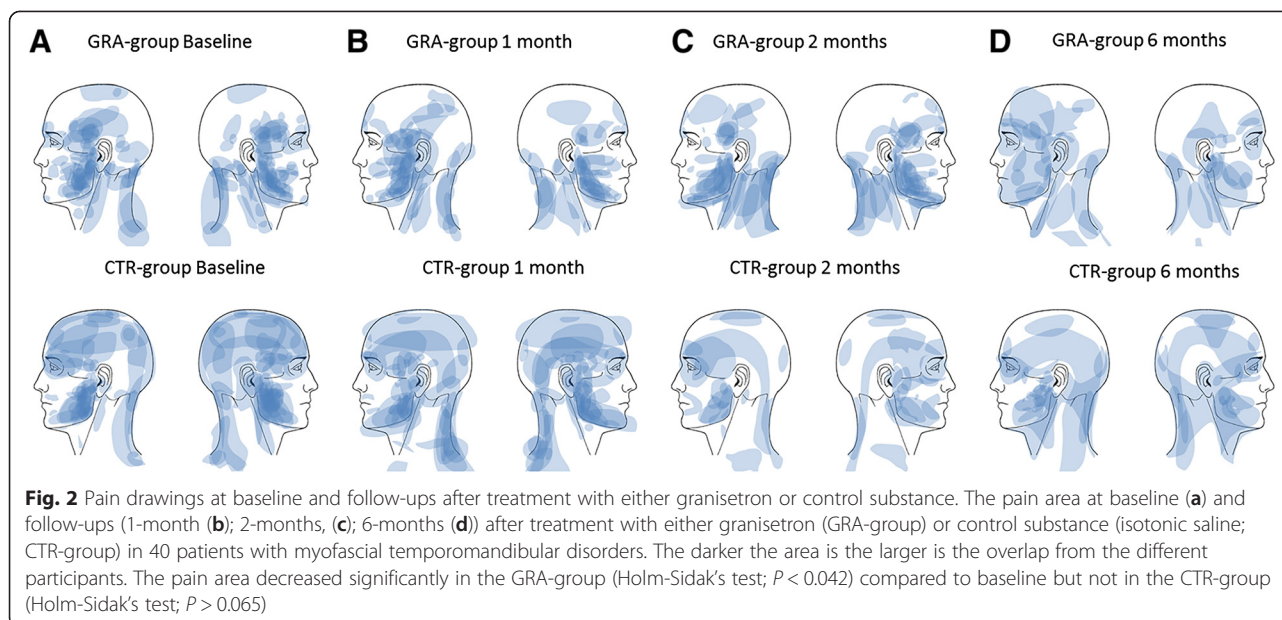 A GRA-group Baseline B GRA-group 1 month C GRA-group 2 months D GRA-group 6 months
CTR-group Baseline CTR-group 1 month CTR-group 2 months CTR-group 6 months
Fig. 2 Pain drawings at baseline and follow-ups after treatment with either granisetron or control substance. The pain area at baseline (a) and
follow-ups (1-month (b); 2-months, (c); 6-months (d)) after treatment with either granisetron (GRA-group) or control substance (isotonic saline;
CTR-group) in 40 patients with myofascial temporomandibular disorders. The darker the area is the larger is the overlap from the different
participants. The pain area decreased significantly in the GRA-group (Holm-Sidak's test; P < 0.042) compared to baseline but not in the CTR-group
(Holm-Sidak's test; P > 0.065)